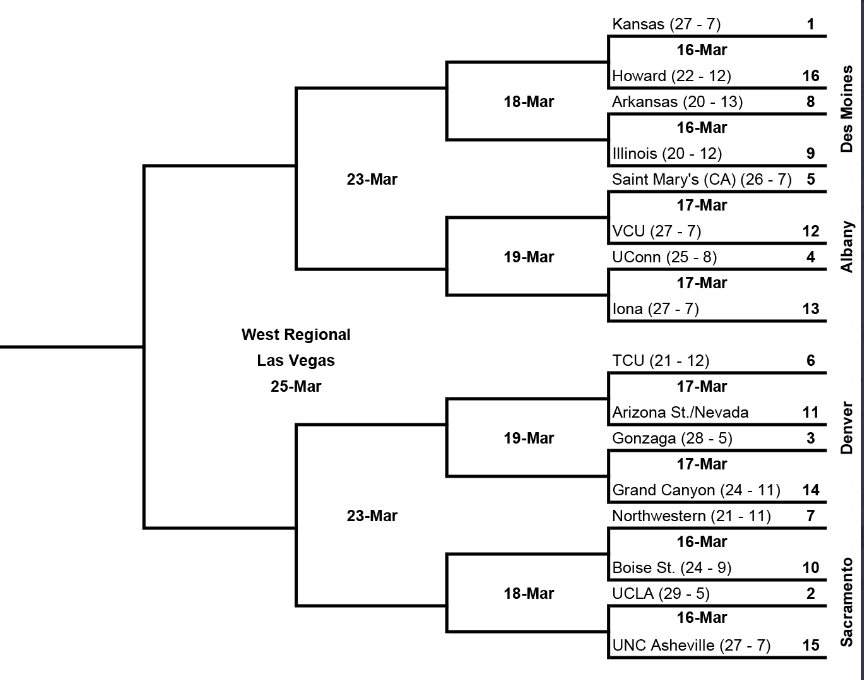 Kansas (27 - 7) 1
16-Mar
Howard (22 - 12) 16
18-Mar
Arkansas (20 - 13) 8
16-Mar
Illinois (20 - 12) 9
Des Moines
23-Mar
Saint Mary's (CA) (26 - 7) 5
17-Mar
VCU (27 - 7) 12
19-Mar
UConn (25 - 8) 4
17-Mar
Iona (27 - 7) 13
Albany
West Regional
Las Vegas
25-Mar
TCU (21 - 12) 6
17-Mar
Arizona St./Nevada 11
19-Mar
Gonzaga (28 - 5) 3
17-Mar
Grand Canyon (24 - 11) 14
Denver
23-Mar
Northwestern (21 - 11) 7
16-Mar
Boise St. (24 - 9) 10
18-Mar
UCLA (29 - 5) 2
16-Mar
UNC Asheville (27 - 7) 15
Sacramento